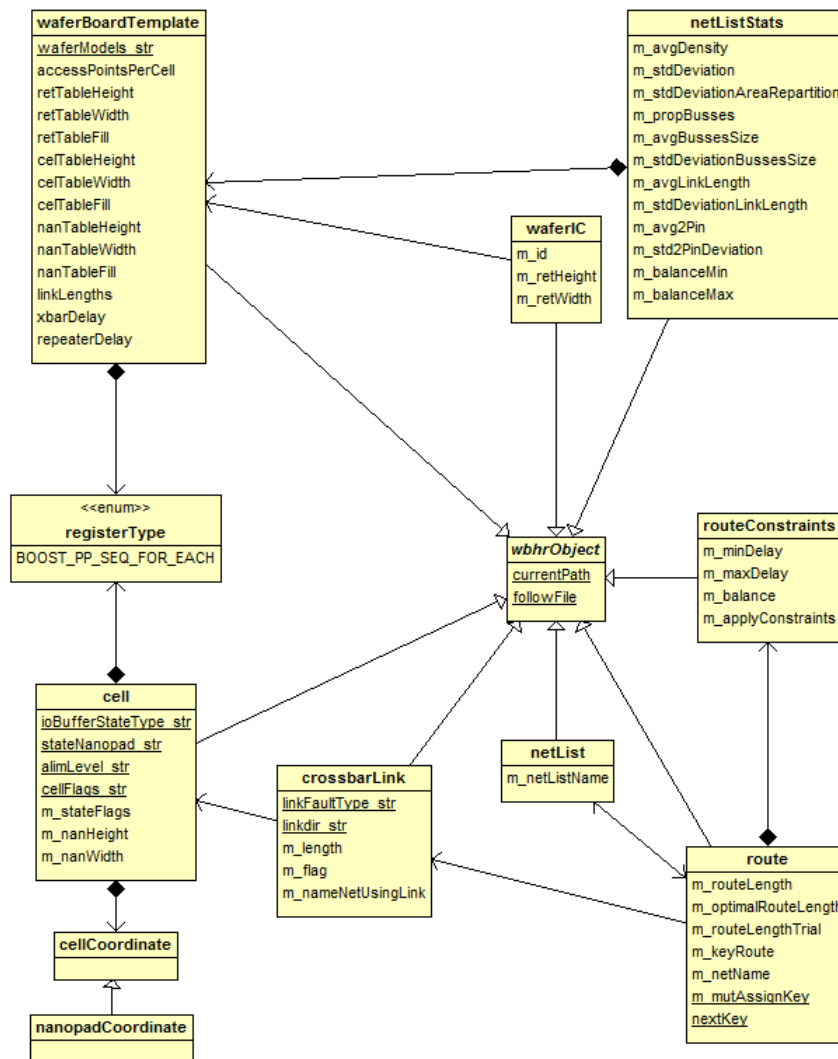 waferBoardTemplate
waferModels_str
accessPointsPerCell
retTableHeight
retTableWidth
retTableFill
celTableHeight
celTableWidth
celTableFill
nanTableHeight
nanTableWidth
nanTableFill
linkLengths
xbarDelay
repeaterDelay
netListStats
m_avgDensity
m_stdDeviation
m_stdDeviationAreaRepartition
m_propBusses
m_avgBussesSize
m_stdDeviationBussesSize
m_avgLinkLength
m_stdDeviationLinkLength
m_avg2Pin
m_std2PinDeviation
m_balanceMin
m_balanceMax
waferIC
m_id
m_retHeight
m_retWidth
<<enum>>
registerType
BOOST_PP_SEQ_FOR_EACH
wbhrObject
currentPath
followFile
routeConstraints
m_minDelay
m_maxDelay
m_balance
m_applyConstraints
cell
ioBufferStateType_str
stateNanopad_str
alimLevel_str
cellFlags_str
m_stateFlags
m_nanHeight
m_nanWidth
crossbarLink
linkFaultType_str
linkdir_str
m_length
m_flag
m_nameNetUsingLink
netList
m_netListName
route
m_routeLength
m_optimalRouteLength
m_routeLengthTrial
m_keyRoute
m_netName
m_mutAssignKey
nextKey
cellCoordinate
nanopadCoordinate